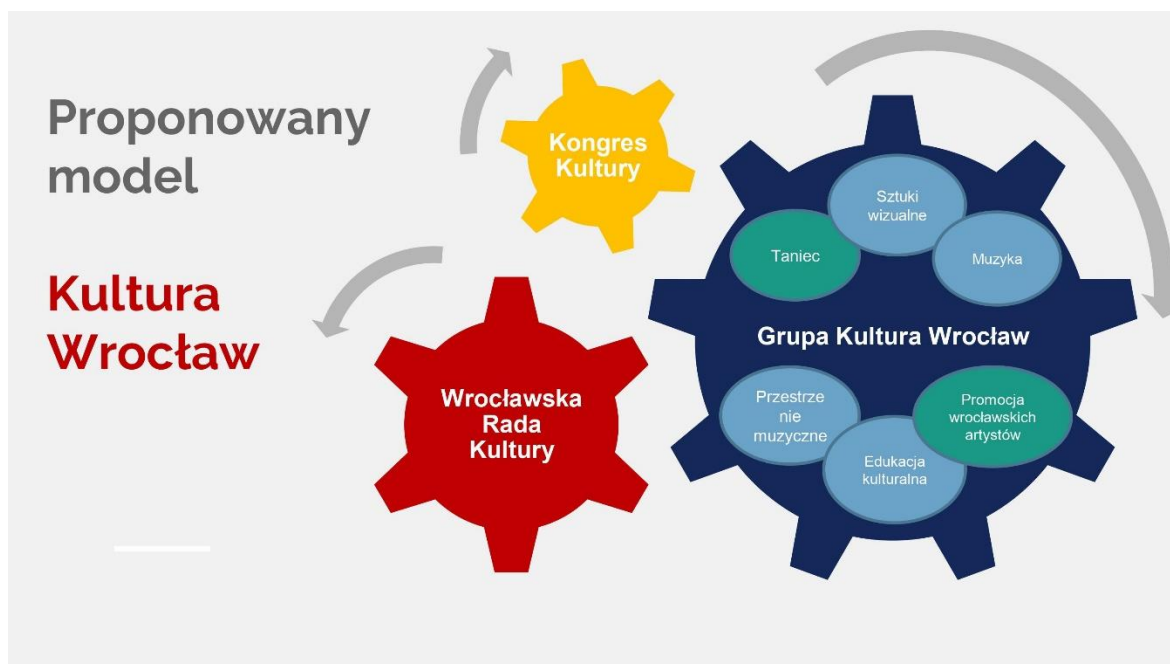 Proponowany
model
Kultura
Wrocław
Kongres
Kultury
Wrocławska
Rada
Kultury
Sztuki
wizualne
Taniec
Muzyka
Grupa Kultura Wrocław
Przestrze
nie
muzyczne
Promocja
wrocławskich
artystów
Edukacja
kulturalna